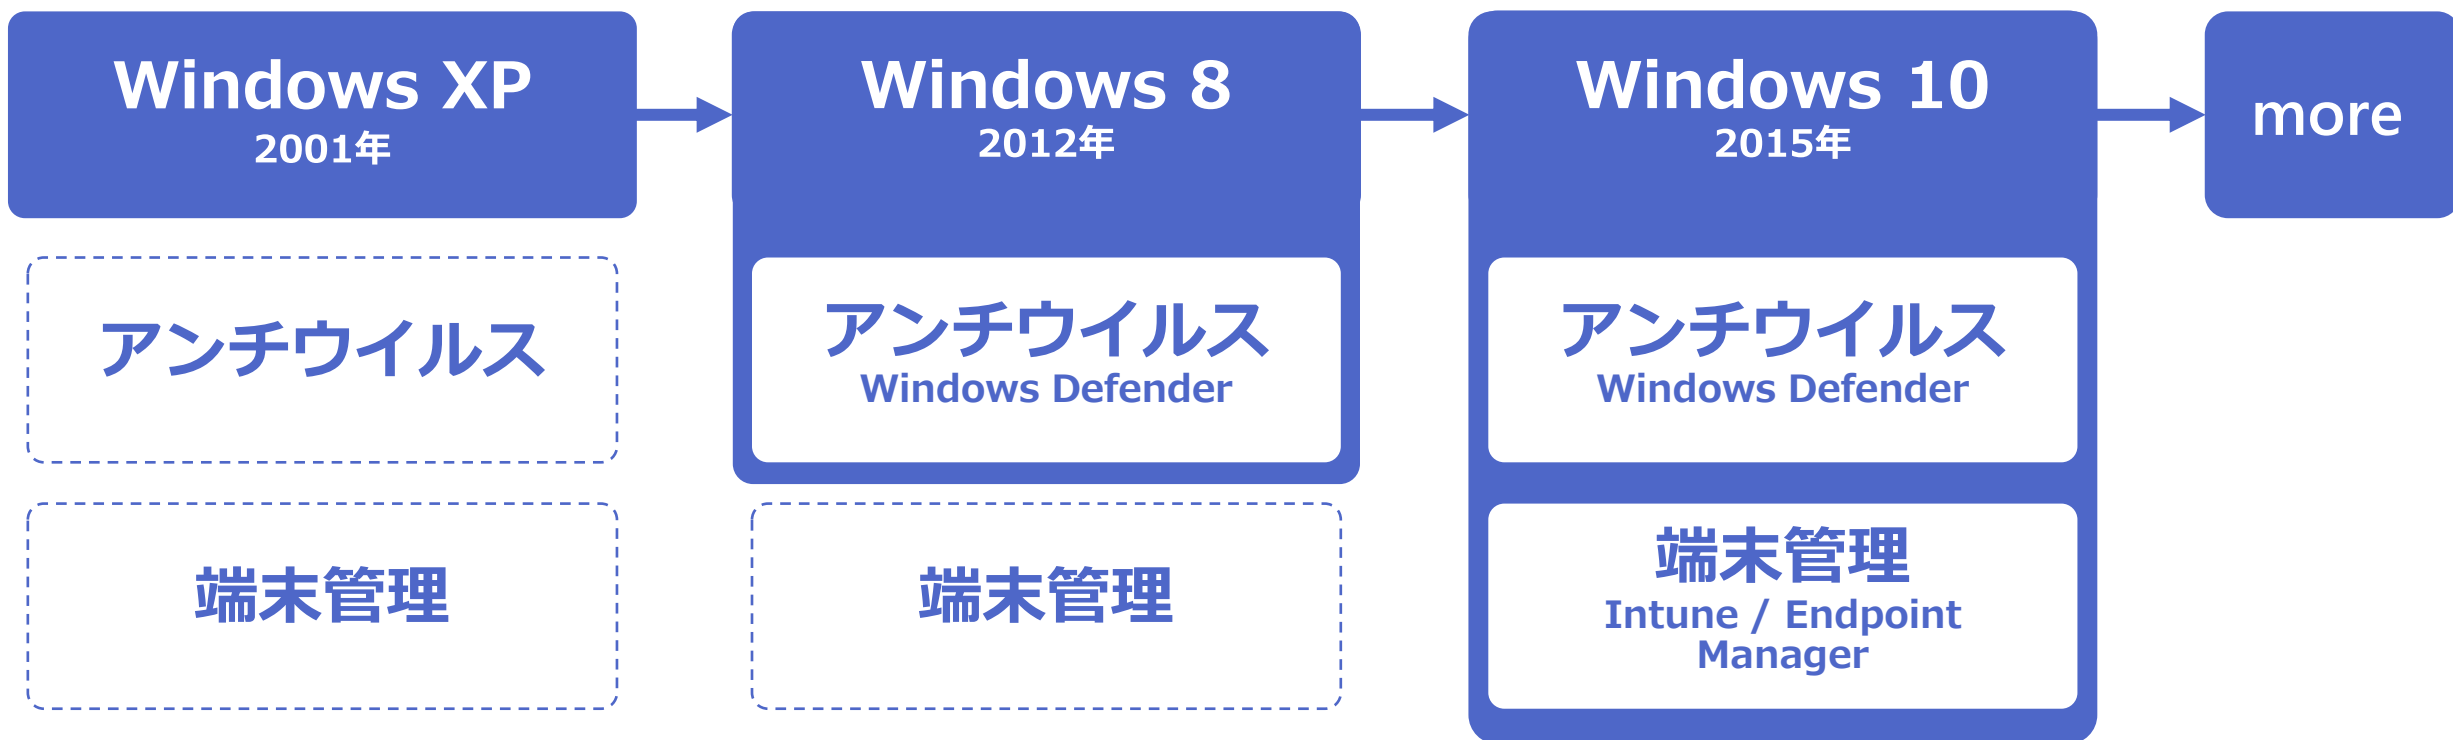 Windows XP
2001年
アンチウイルス
端末管理
Windows 8
2012年
アンチウイルス
Windows Defender
端末管理
Windows 10
2015年
アンチウイルス
Windows Defender
端末管理
Intune / Endpoint
Manager
more